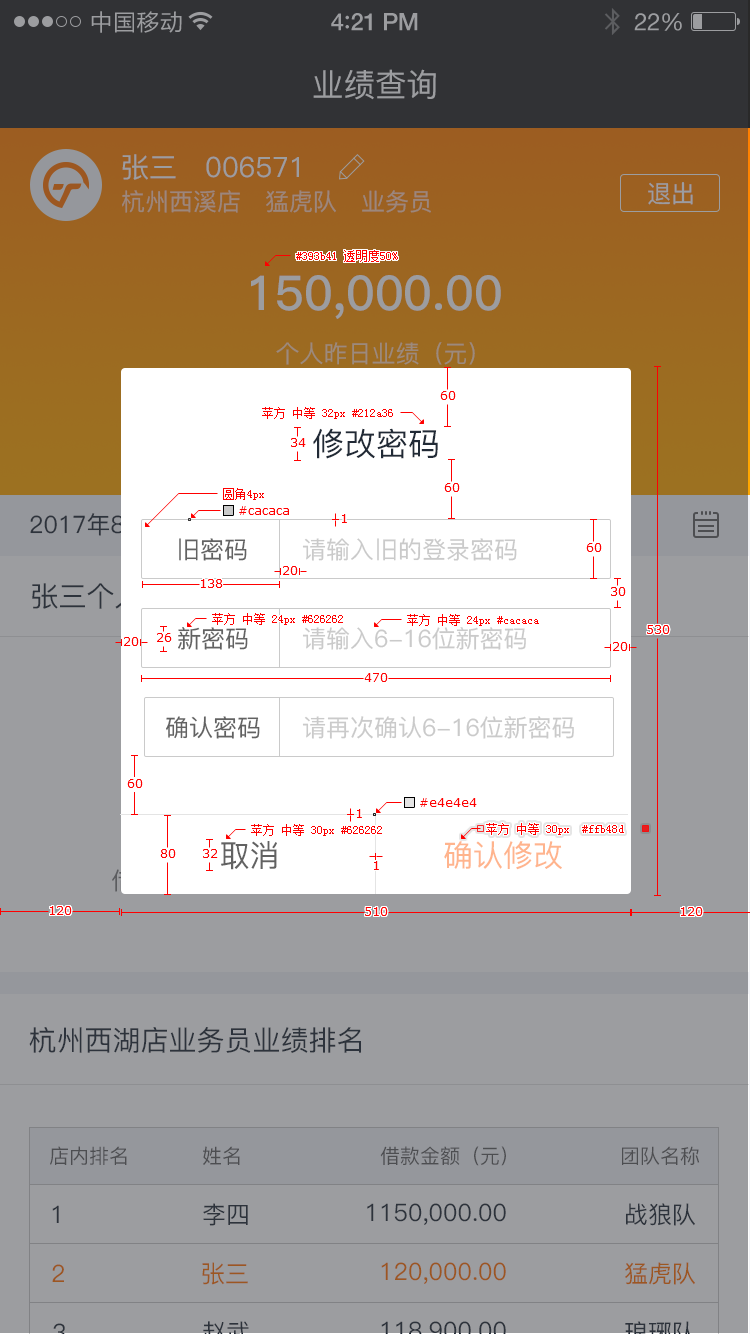 中国移动 4:21 PM 22%
业绩查询
张三 006571
杭州西溪店 猛虎队 业务员 退出
#393b41 透明度50%
150,000.00
个人昨日业绩（元）
60
苹方 中等 32px #212a36
34 修改密码
60
圆角4px
#cacaca
1
2017年8
旧密码 请输入旧的登录密码 60
20
138
30
张三个
苹方 中等 24px #626262 苹方 中等 24px #cacaca
20 26 新密码 请输入6-16位新密码 20
530
470
确认密码 请再次确认6-16位新密码
60
#e4e4e4
1
苹方 中等 30px #626262 苹方 中等 30px #ffb48d
80 32 取消 1 确认修改
120 510 120
杭州西湖店业务员业绩排名
店内排名 姓名 借款金额（元） 团队名称
1 李四 1150,000.00 战狼队
2 张三 120,000.00 猛虎队
3 赵武 118,900.00 琅琊队